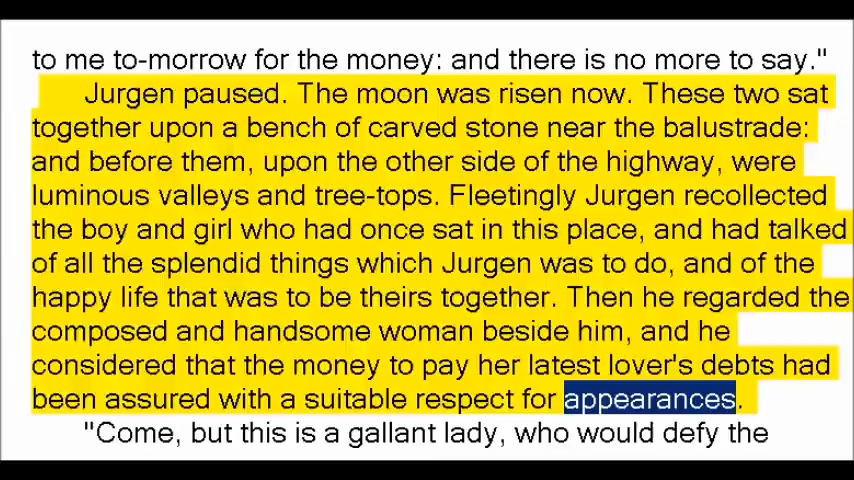 to me to-morrow for the money: and there is no more to say."
Jurgen paused. The moon was risen now. These two sat
together upon a bench of carved stone near the balustrade:
and before them, upon the other side of the highway, were
luminous valleys and tree-tops. Fleetingly Jurgen recollected
the boy and girl who had once sat in this place, and had talked
of all the splendid things which Jurgen was to do, and of the
happy life that was to be theirs together. Then he regarded the
composed and handsome woman beside him, and he
considered that the money to pay her latest lover's debts had
been assured with a suitable respect for appearances.
"Come, but this is a gallant lady, who would defy the